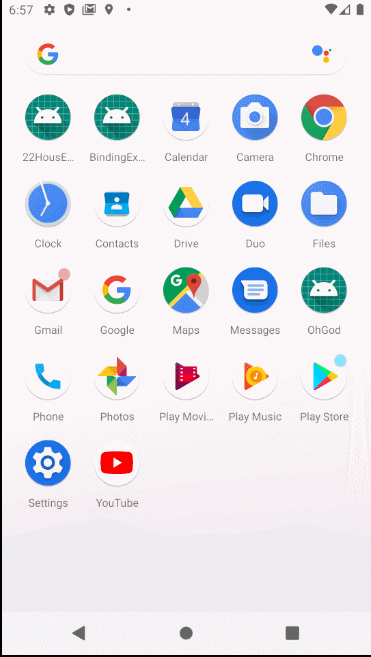 6:57
22HousE...
BindingEx...
Calendar
4
Camera
Chrome
Clock
Contacts
Drive
Duo
Files
Gmail
Google
Maps
Messages
OhGod
Phone
Photos
Play Movi...
Play Music
Play Store
Settings
YouTube